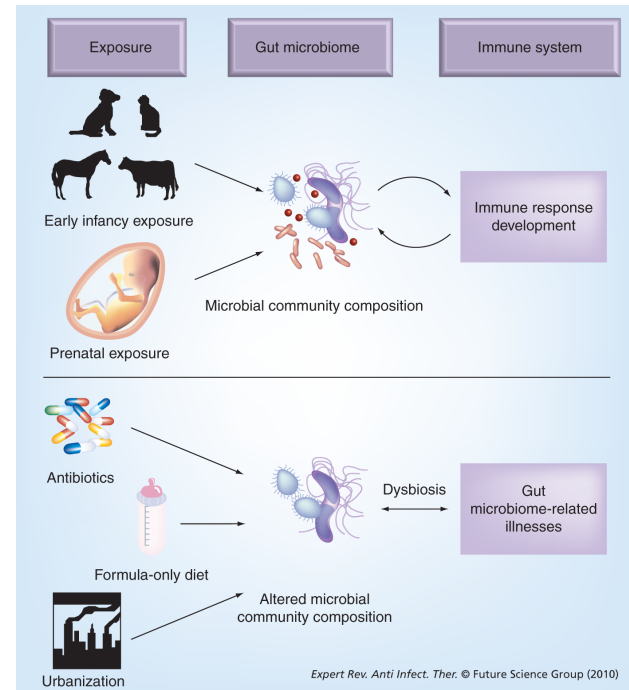 Exposure
Gut microbiome
Immune system
Early infancy exposure
Immune response
development
Microbial community composition
Prenatal exposure
Antibiotics
Dysbiosis
Gut
microbiome-related
illnesses
Formula-only diet
Altered microbial
community composition
Urbanization
Expert Rev. Anti Infect. Ther. © Future Science Group (2010)